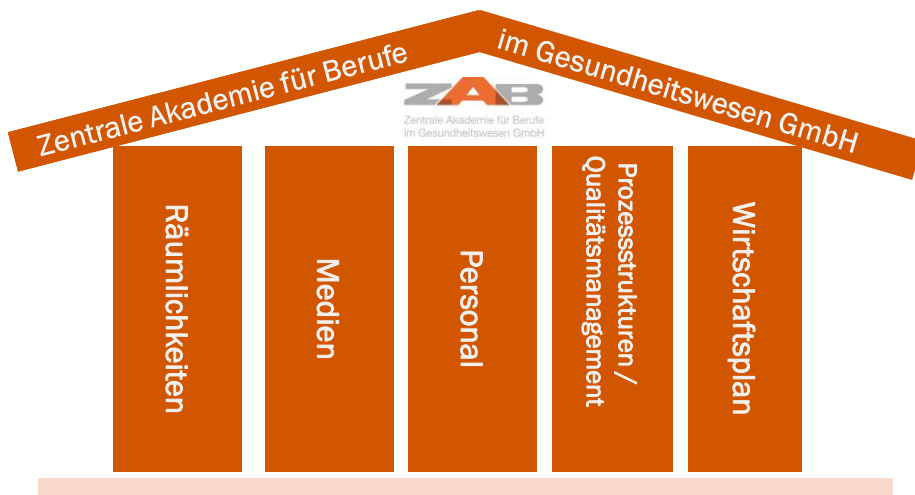 Zentrale Akademie für Berufe
im Gesundheitswesen GmbH
ZAB
Zentrale Akademie für Berufe
im Gesundheitswesen GmbH
Räumlichkeiten
Medien
Personal
Prozessstrukturen /
Qualitätsmanagement
Wirtschaftsplan